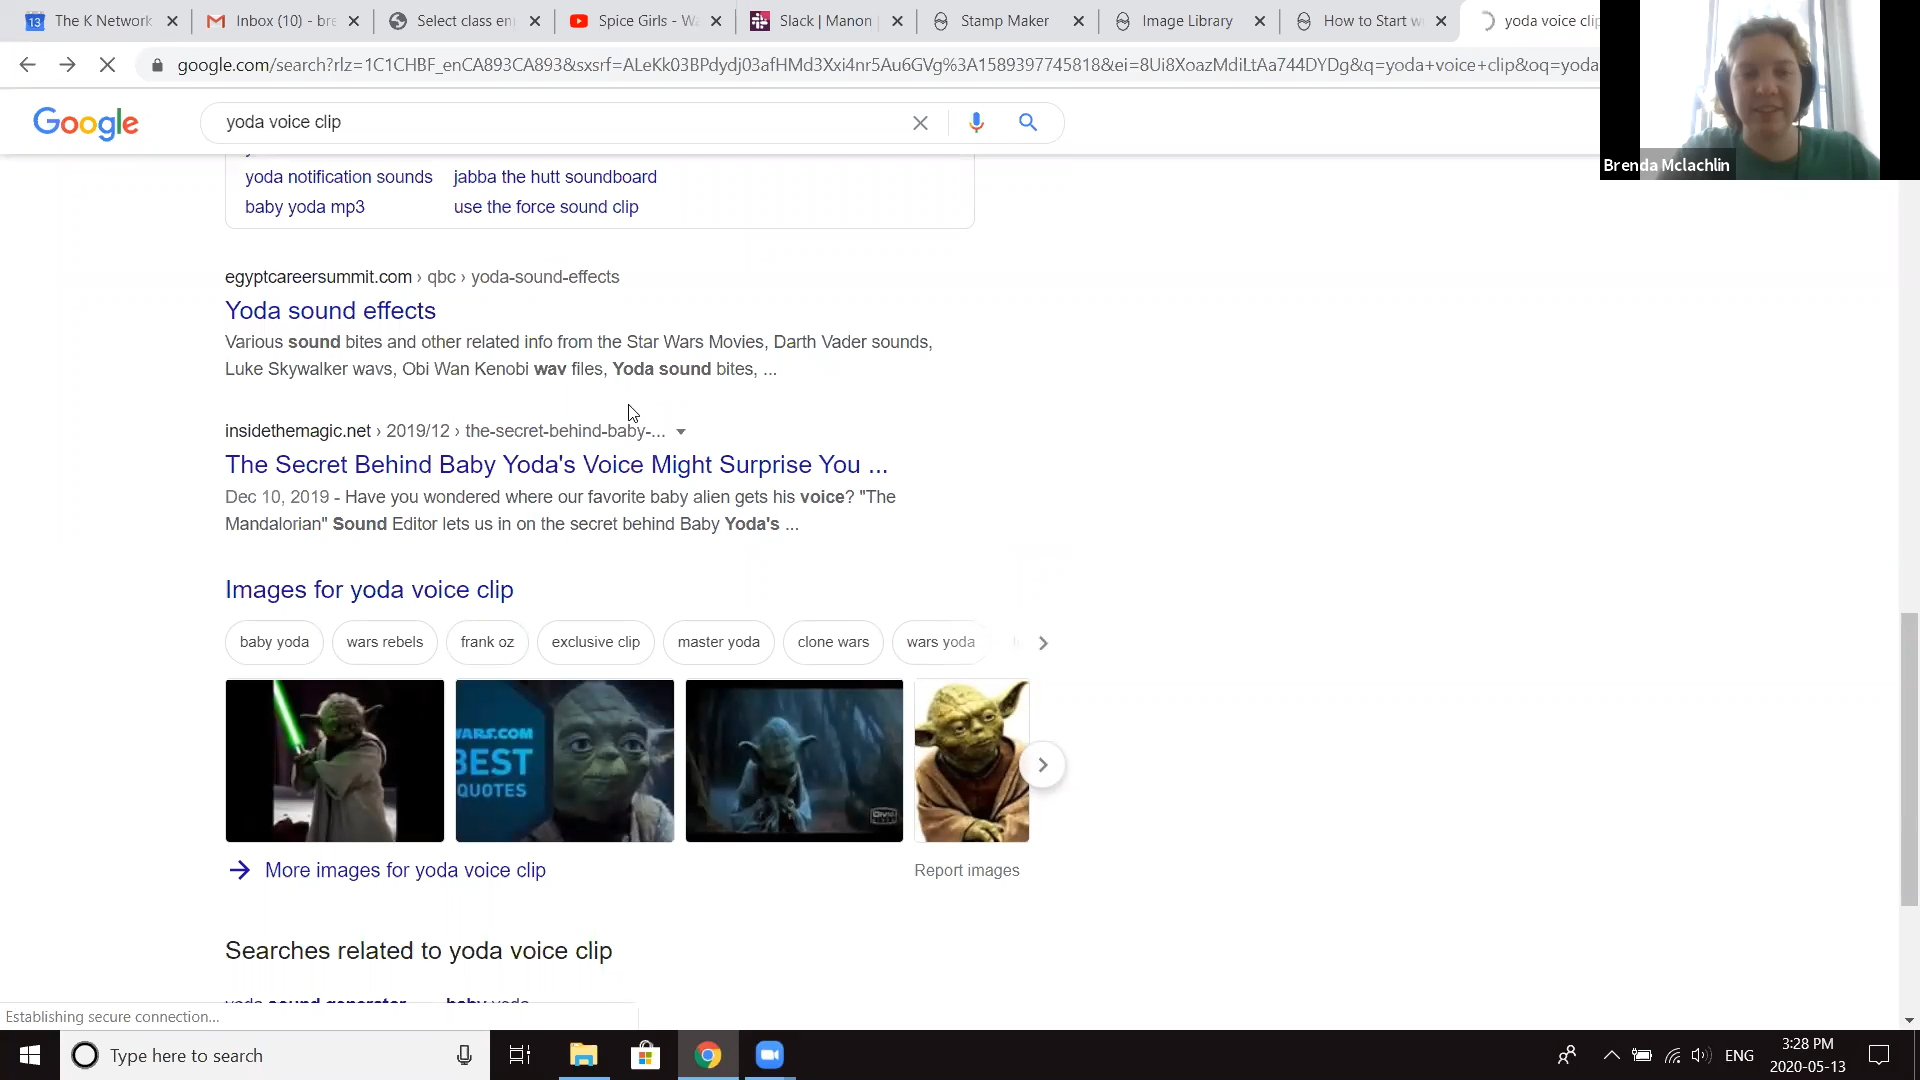 The K Network
Inbox (10) - bre
Select class en
Spice Girls - Wa
Slack | Manon
Stamp Maker
Image Library
How to Start w
yoda voice clip
google.com/search?rlz=1C1CHBF_enCA893CA893&sxsrf=ALeKk03BPdydj03afHMd3Xxi4nr5Au6GVg%3A1589397745818&ei=8Ui8XoazMdiLtAa744DYDg&q=yoda+voice+clip&oq=yoda
Google
yoda voice clip
Brenda Mclachlin
yoda notification sounds
jabba the hutt soundboard
baby yoda mp3
use the force sound clip
egyptcareersummit.com › qbc › yoda-sound-effects
Yoda sound effects
Various sound bites and other related info from the Star Wars Movies, Darth Vader sounds,
Luke Skywalker wavs, Obi Wan Kenobi wav files, Yoda sound bites, ...
insidethemagic.net › 2019/12 › the-secret-behind-baby-...
The Secret Behind Baby Yoda's Voice Might Surprise You ...
Dec 10, 2019 - Have you wondered where our favorite baby alien gets his voice? "The
Mandalorian" Sound Editor lets us in on the secret behind Baby Yoda's ...
Images for yoda voice clip
baby yoda
wars rebels
frank oz
exclusive clip
master yoda
clone wars
wars yoda
WARS.COM
BEST
QUOTES
More images for yoda voice clip
Report images
Searches related to yoda voice clip
yoda sound generator
baby yoda
Establishing secure connection...
Type here to search
ENG
3:28 PM
2020-05-13
13